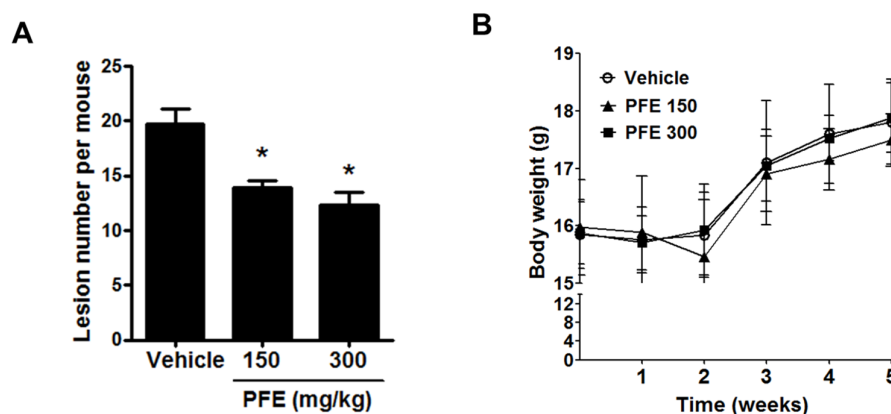 A
Lesion number per mouse
25
20
15
10
5
0
*
*
Vehicle 150 300
PFE (mg/kg)
B
Body weight (g)
19
18
17
16
15
12
8
4
0
Vehicle
PFE 150
PFE 300
1 2 3 4 5
Time (weeks)